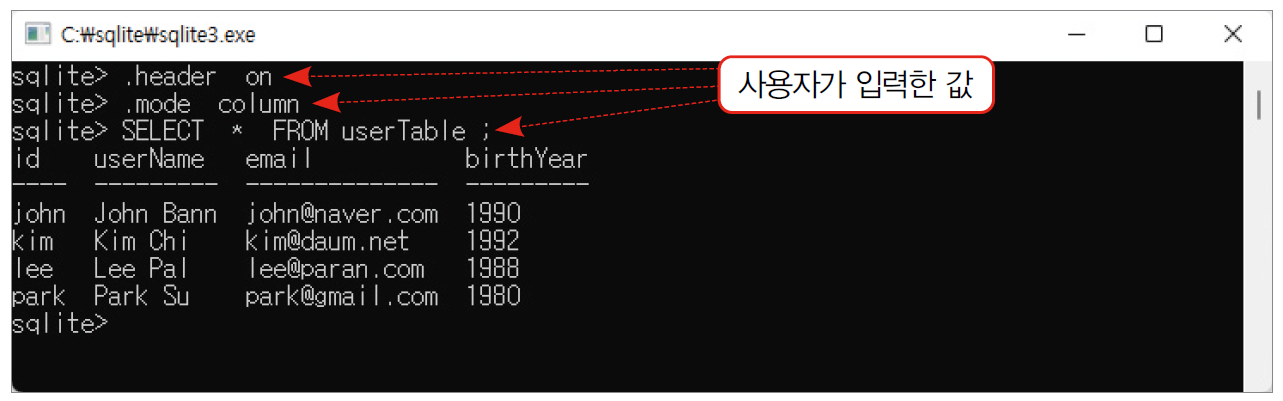 C:₩sqlite₩sqlite3.exe
sqlite> .header  on
사용자가 입력한 값
sqlite> .mode  column
sqlite> SELECT  *  FROM userTable ;
id    userName   email           birthYear
----  ---------  --------------  ---------
john  John Bann  john@naver.com  1990
kim   Kim Chi    kim@daum.net    1992
lee   Lee Pal    lee@paran.com   1988
park  Park Su    park@gmail.com  1980
sqlite>